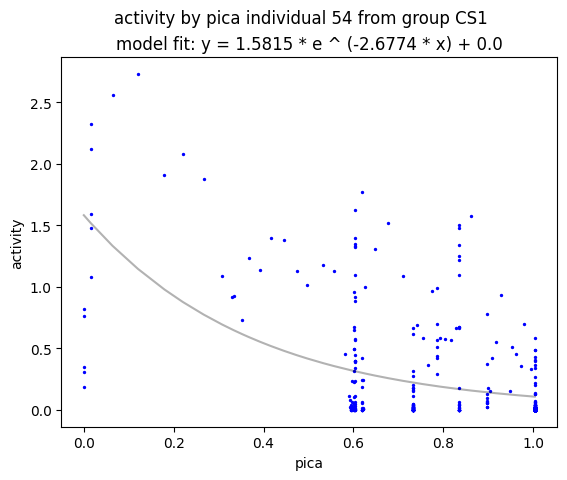 activity by pica individual 54 from group CS1
model fit: y = 1.5815 * e ^ (-2.6774 * x) + 0.0
2.5
2.0
1.5
1.0
0.5
0.0
activity
0.0 0.2 0.4 0.6 0.8 1.0
pica